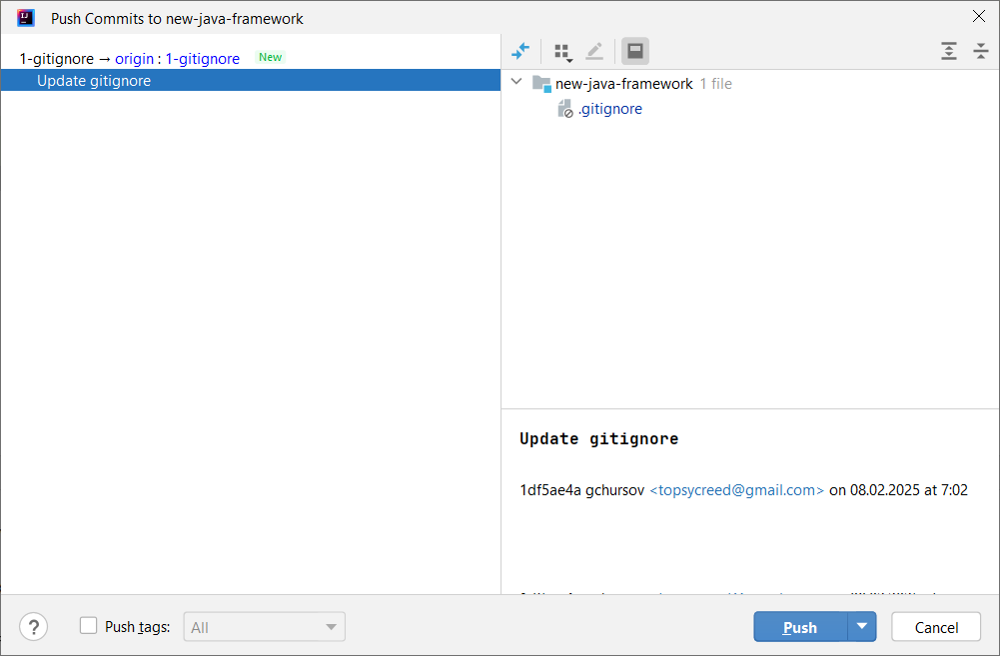 Push Commits to new-java-framework
1-gitignore → origin : 1-gitignore New
Update gitignore
new-java-framework 1 file
.gitignore
Update gitignore
1df5ae4a gchursov <topsycreed@gmail.com> on 08.02.2025 at 7:02
? Push tags: All Push Cancel